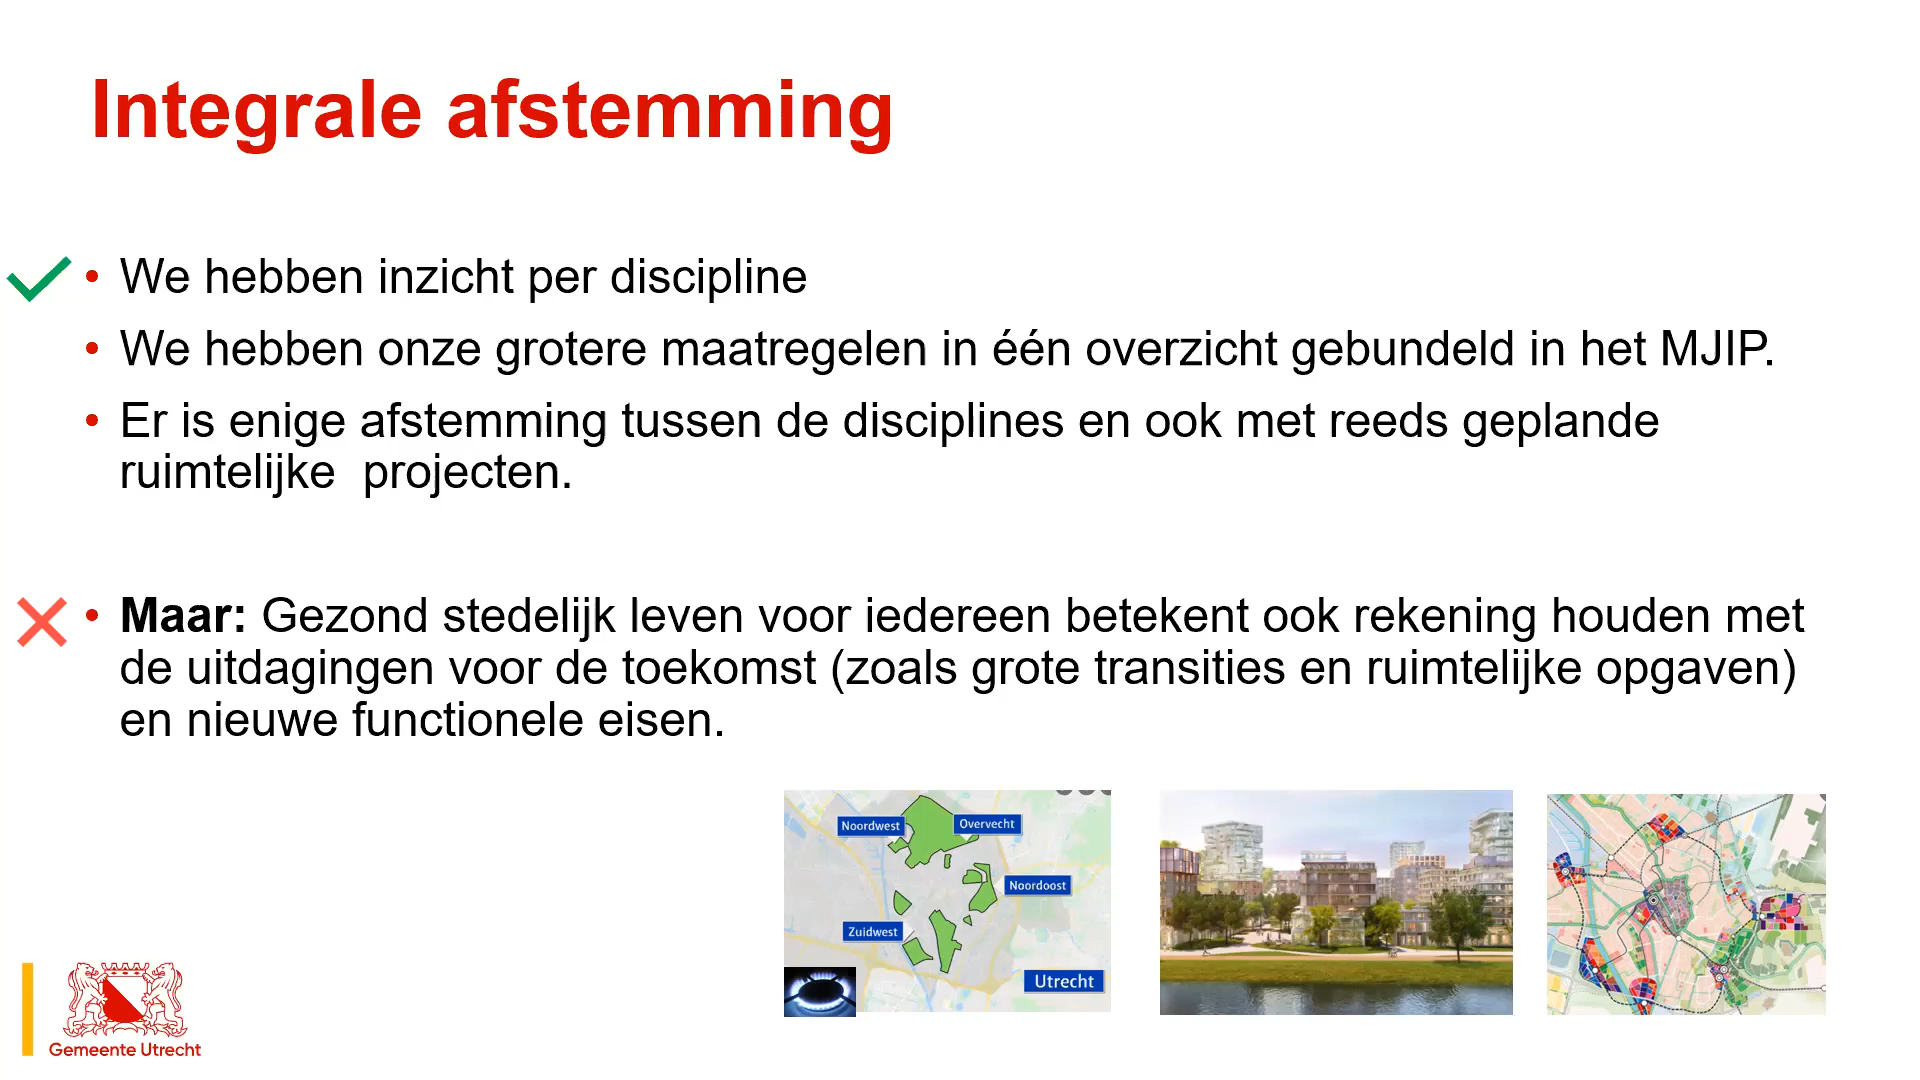 Integrale afstemming
• We hebben inzicht per discipline
• We hebben onze grotere maatregelen in één overzicht gebundeld in het MJIP.
• Er is enige afstemming tussen de disciplines en ook met reeds geplande
ruimtelijke  projecten.
• Maar: Gezond stedelijk leven voor iedereen betekent ook rekening houden met
de uitdagingen voor de toekomst (zoals grote transities en ruimtelijke opgaven)
en nieuwe functionele eisen.
Noordwest
Overvecht
Noordoost
Zuidwest
Utrecht
Gemeente Utrecht